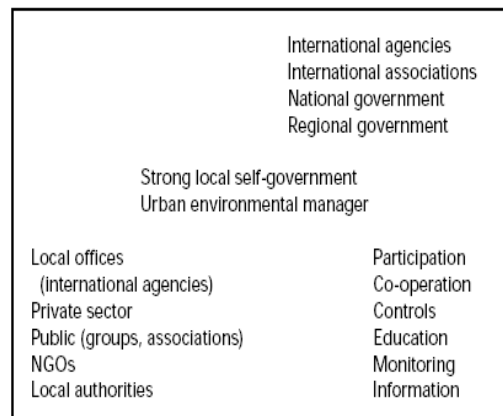 International agencies
International associations
National government
Regional government
Strong local self-government
Urban environmental manager
Local offices
(international agencies)
Private sector
Public (groups, associations)
NGOs
Local authorities
Participation
Co-operation
Controls
Education
Monitoring
Information